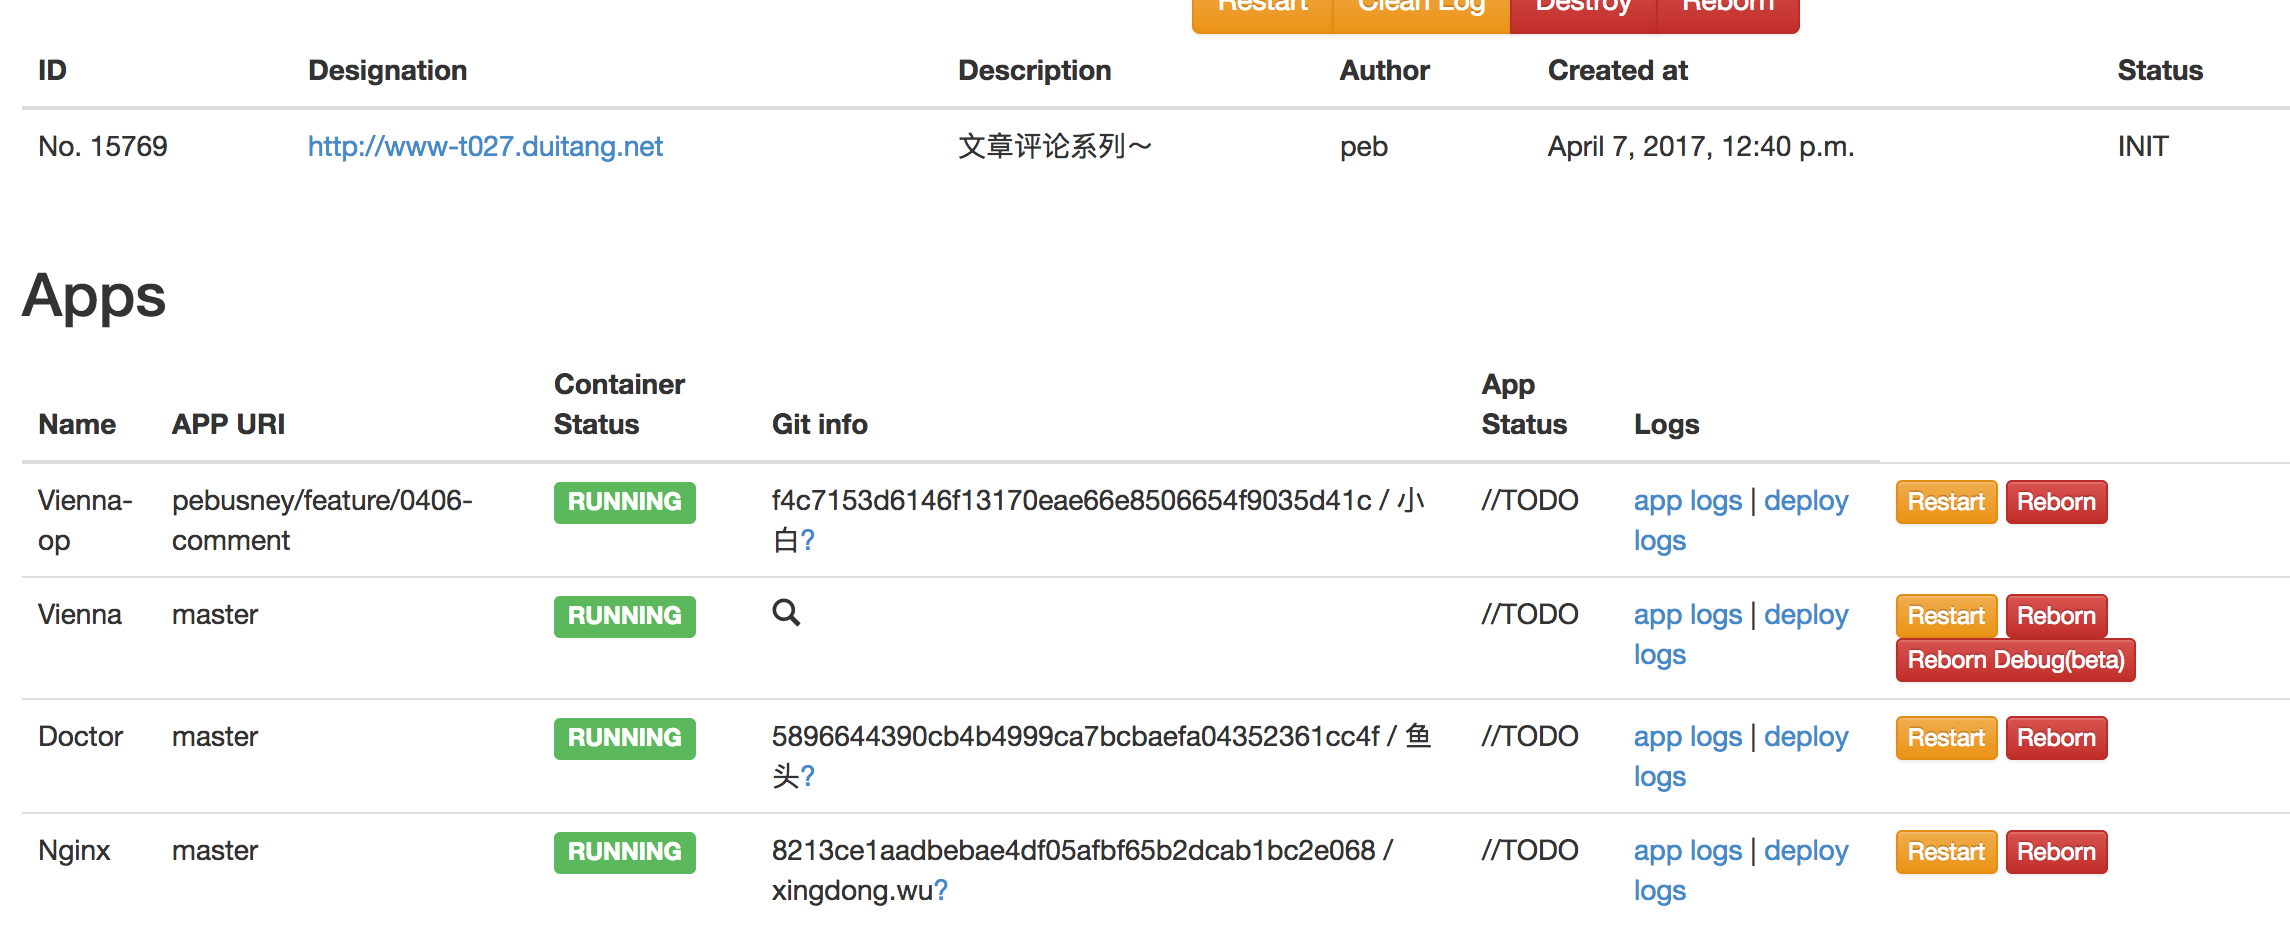 Restart Clean Log Destroy Reborn
ID Designation Description Author Created at Status
No. 15769 http://www-t027.duitang.net 文章评论系列～ peb April 7, 2017, 12:40 p.m. INIT
Apps
Name APP URI Container Status Git info App Status Logs
Vienna-op pebusney/feature/0406-comment RUNNING f4c7153d6146f13170eae66e8506654f9035d41c / 小白? //TODO app logs | deploy logs Restart Reborn
Vienna master RUNNING //TODO app logs | deploy logs Restart Reborn
Reborn Debug(beta)
Doctor master RUNNING 5896644390cb4b4999ca7bcbaefa04352361cc4f / 鱼头? //TODO app logs | deploy logs Restart Reborn
Nginx master RUNNING 8213ce1aadbebae4df05afbf65b2dcab1bc2e068 / xingdong.wu? //TODO app logs | deploy logs Restart Reborn